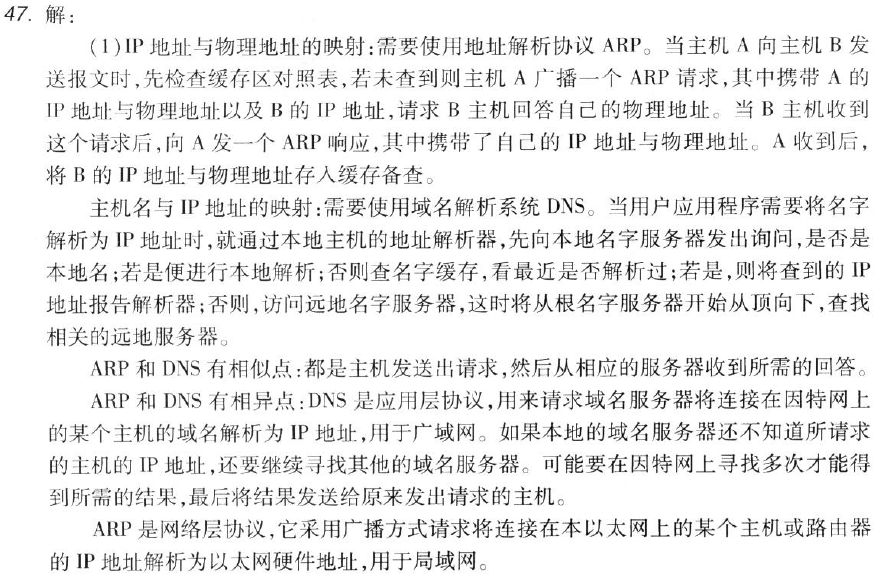 47. 解:
(1)IP 地址与物理地址的映射:需要使用地址解析协议 ARP。当主机 A 向主机 B 发
送报文时,先检查缓存区对照表,若未查到则主机 A 广播一个 ARP 请求,其中携带 A 的
IP 地址与物理地址以及 B 的 IP 地址,请求 B 主机回答自己的物理地址。当 B 主机收到
这个请求后,向 A 发一个 ARP 响应,其中携带了自己的 IP 地址与物理地址。A 收到后,
将 B 的 IP 地址与物理地址存入缓存备查。
主机名与 IP 地址的映射:需要使用域名解析系统 DNS。当用户应用程序需要将名字
解析为 IP 地址时,就通过本地主机的地址解析器,先向本地名字服务器发出询问,是否是
本地名;若是便进行本地解析;否则查名字缓存,看最近是否解析过;若是,则将查到的 IP
地址报告解析器;否则,访问远地名字服务器,这时将从根名字服务器开始从顶向下,查找
相关的远地服务器。
ARP 和 DNS 有相似点:都是主机发送出请求,然后从相应的服务器收到所需的回答。
ARP 和 DNS 有相异点:DNS 是应用层协议,用来请求域名服务器将连接在因特网上
的某个主机的域名解析为 IP 地址,用于广域网。如果本地的域名服务器还不知道所请求
的主机的 IP 地址,还要继续寻找其他的域名服务器。可能要在因特网上寻找多次才能得
到所需的结果,最后将结果发送给原来发出请求的主机。
ARP 是网络层协议,它采用广播方式请求将连接在本以太网上的某个主机或路由器
的 IP 地址解析为以太网硬件地址,用于局域网。